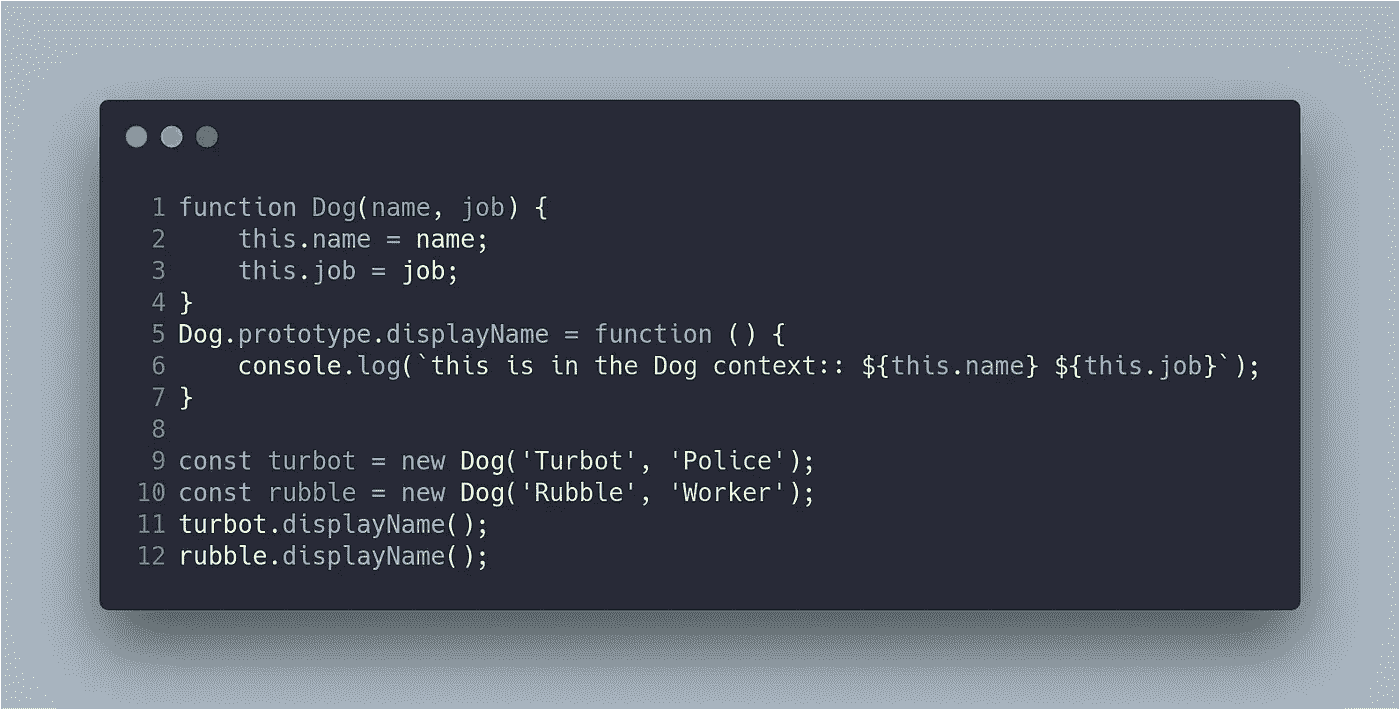 1 function Dog(name, job) {
2     this.name = name;
3     this.job = job;
4 }
5 Dog.prototype.displayName = function () {
6     console.log(`this is in the Dog context:: ${this.name} ${this.job}`);
7 }
8
9 const turbot = new Dog('Turbot', 'Police');
10 const rubble = new Dog('Rubble', 'Worker');
11 turbot.displayName();
12 rubble.displayName();